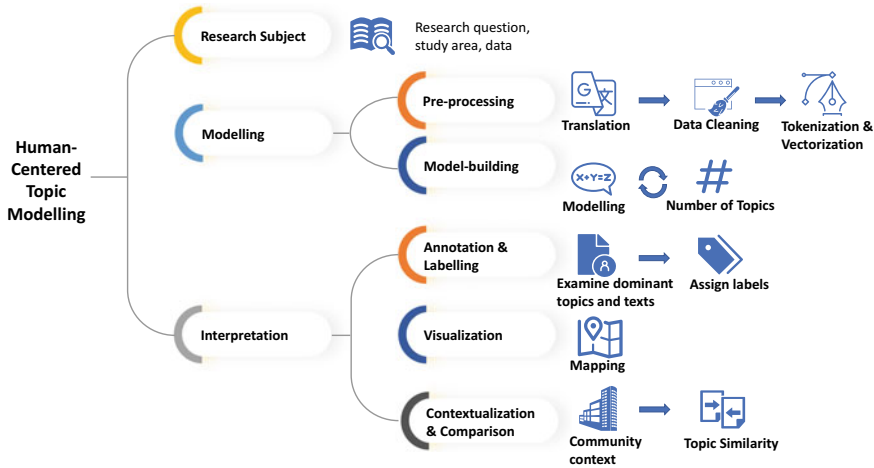 Human-
Centered
Topic
Modelling
Research Subject
Research question,
study area, data
Modelling
Pre-processing
G 文
Translation
Data Cleaning
Tokenization &
Vectorization
Model-building
X+Y=Z
Modelling
#
Number of Topics
Interpretation
Annotation &
Labelling
Examine dominant
topics and texts
Assign labels
Visualization
Mapping
Contextualization
& Comparison
Community
context
Topic Similarity